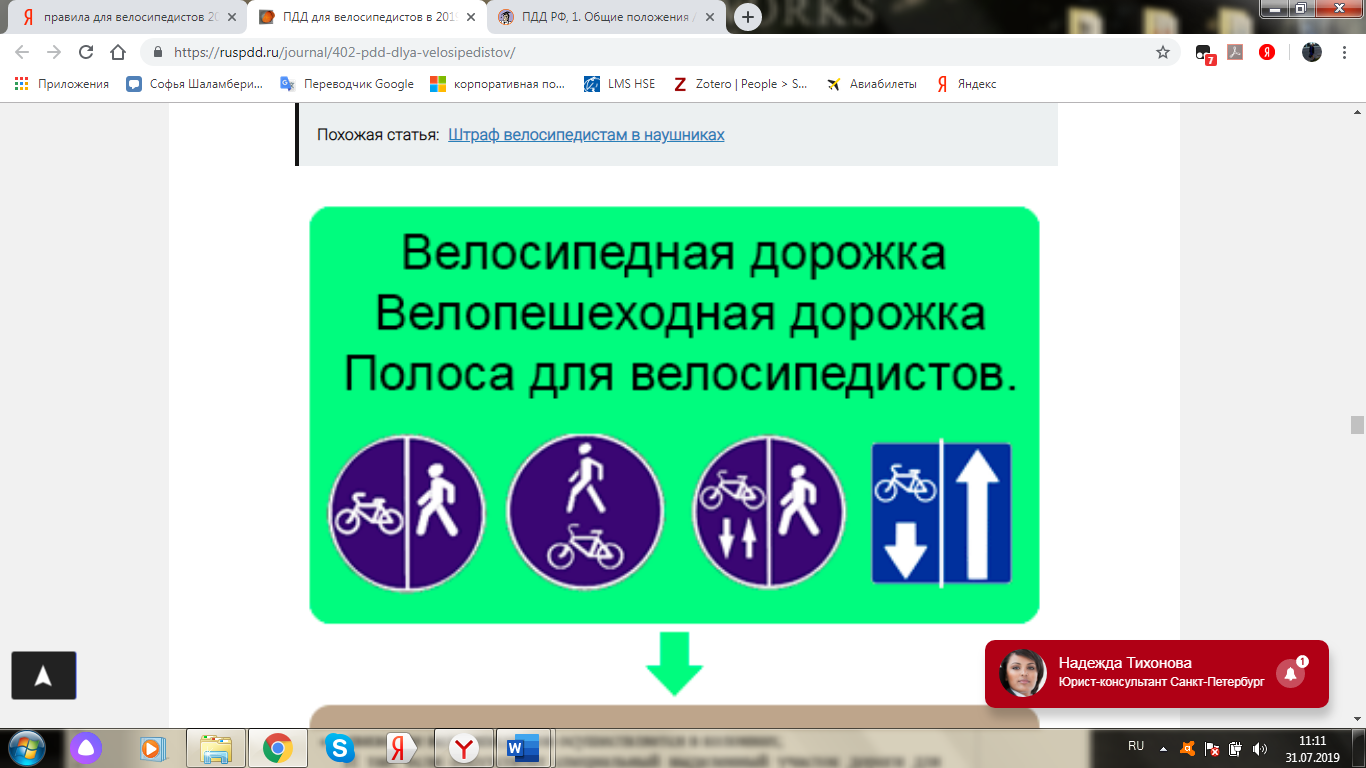 правила для велосипедистов 20
ПДД для велосипедистов в 201
ПДД РФ, 1. Общие положения /
https://ruspdd.ru/journal/402-pdd-dlya-velosipedistov/
7
Я
Приложения
Софья Шаламбери...
Переводчик Google
корпоративная по...
LMS HSE
Zotero | People > S...
Авиабилеты
Яндекс
Похожая статья: Штраф велосипедистам в наушниках
Велосипедная дорожка
Велопешеходная дорожка
Полоса для велосипедистов.
Надежда Тихонова
Юрист-консультант Санкт-Петербург
1
RU
11:11
31.07.2019